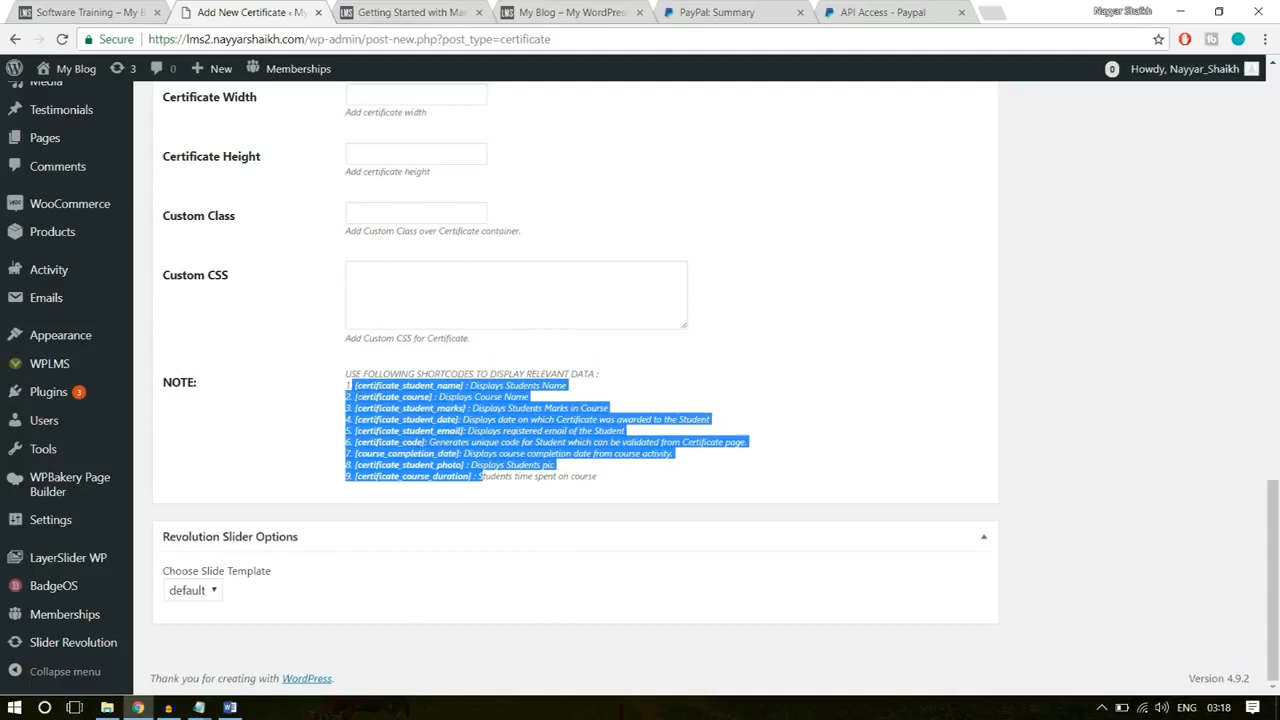 Software Training – My B
Add New Certificate ‹ My
Getting Started with Ma
My Blog – My WordPress
PayPal: Summary
API Access - Paypal
Nayyar Shaikh
Secure
https://lms2.nayyarshaikh.com/wp-admin/post-new.php?post_type=certificate
My Blog
3
0
New
Memberships
0
Howdy, Nayyar_Shaikh
Media
Testimonials
Pages
Comments
WooCommerce
Products
Activity
Emails
Appearance
WPLMS
Plugins 3
Users
Tools
WPBakery Page
Builder
Settings
LayerSlider WP
BadgeOS
Memberships
Slider Revolution
Collapse menu
Certificate Width
Add certificate width
Certificate Height
Add certificate height
Custom Class
Add Custom Class over Certificate container.
Custom CSS
Add Custom CSS for Certificate.
NOTE:
USE FOLLOWING SHORTCODES TO DISPLAY RELEVANT DATA :
1. [certificate_student_name] : Displays Students Name
2. [certificate_course] : Displays Course Name
3. [certificate_student_marks] : Displays Students Marks in Course
4. [certificate_student_date]: Displays date on which Certificate was awarded to the Student
5. [certificate_student_email]: Displays registered email of the Student
6. [certificate_code]: Generates unique code for Student which can be validated from Certificate page.
7. [course_completion_date]: Displays course completion date from course activity.
8. [certificate_student_photo] : Displays Students pic
9. [certificate_course_duration] : Students time spent on course
Revolution Slider Options
Choose Slide Template
default
Thank you for creating with WordPress.
Version 4.9.2
ENG
03:18